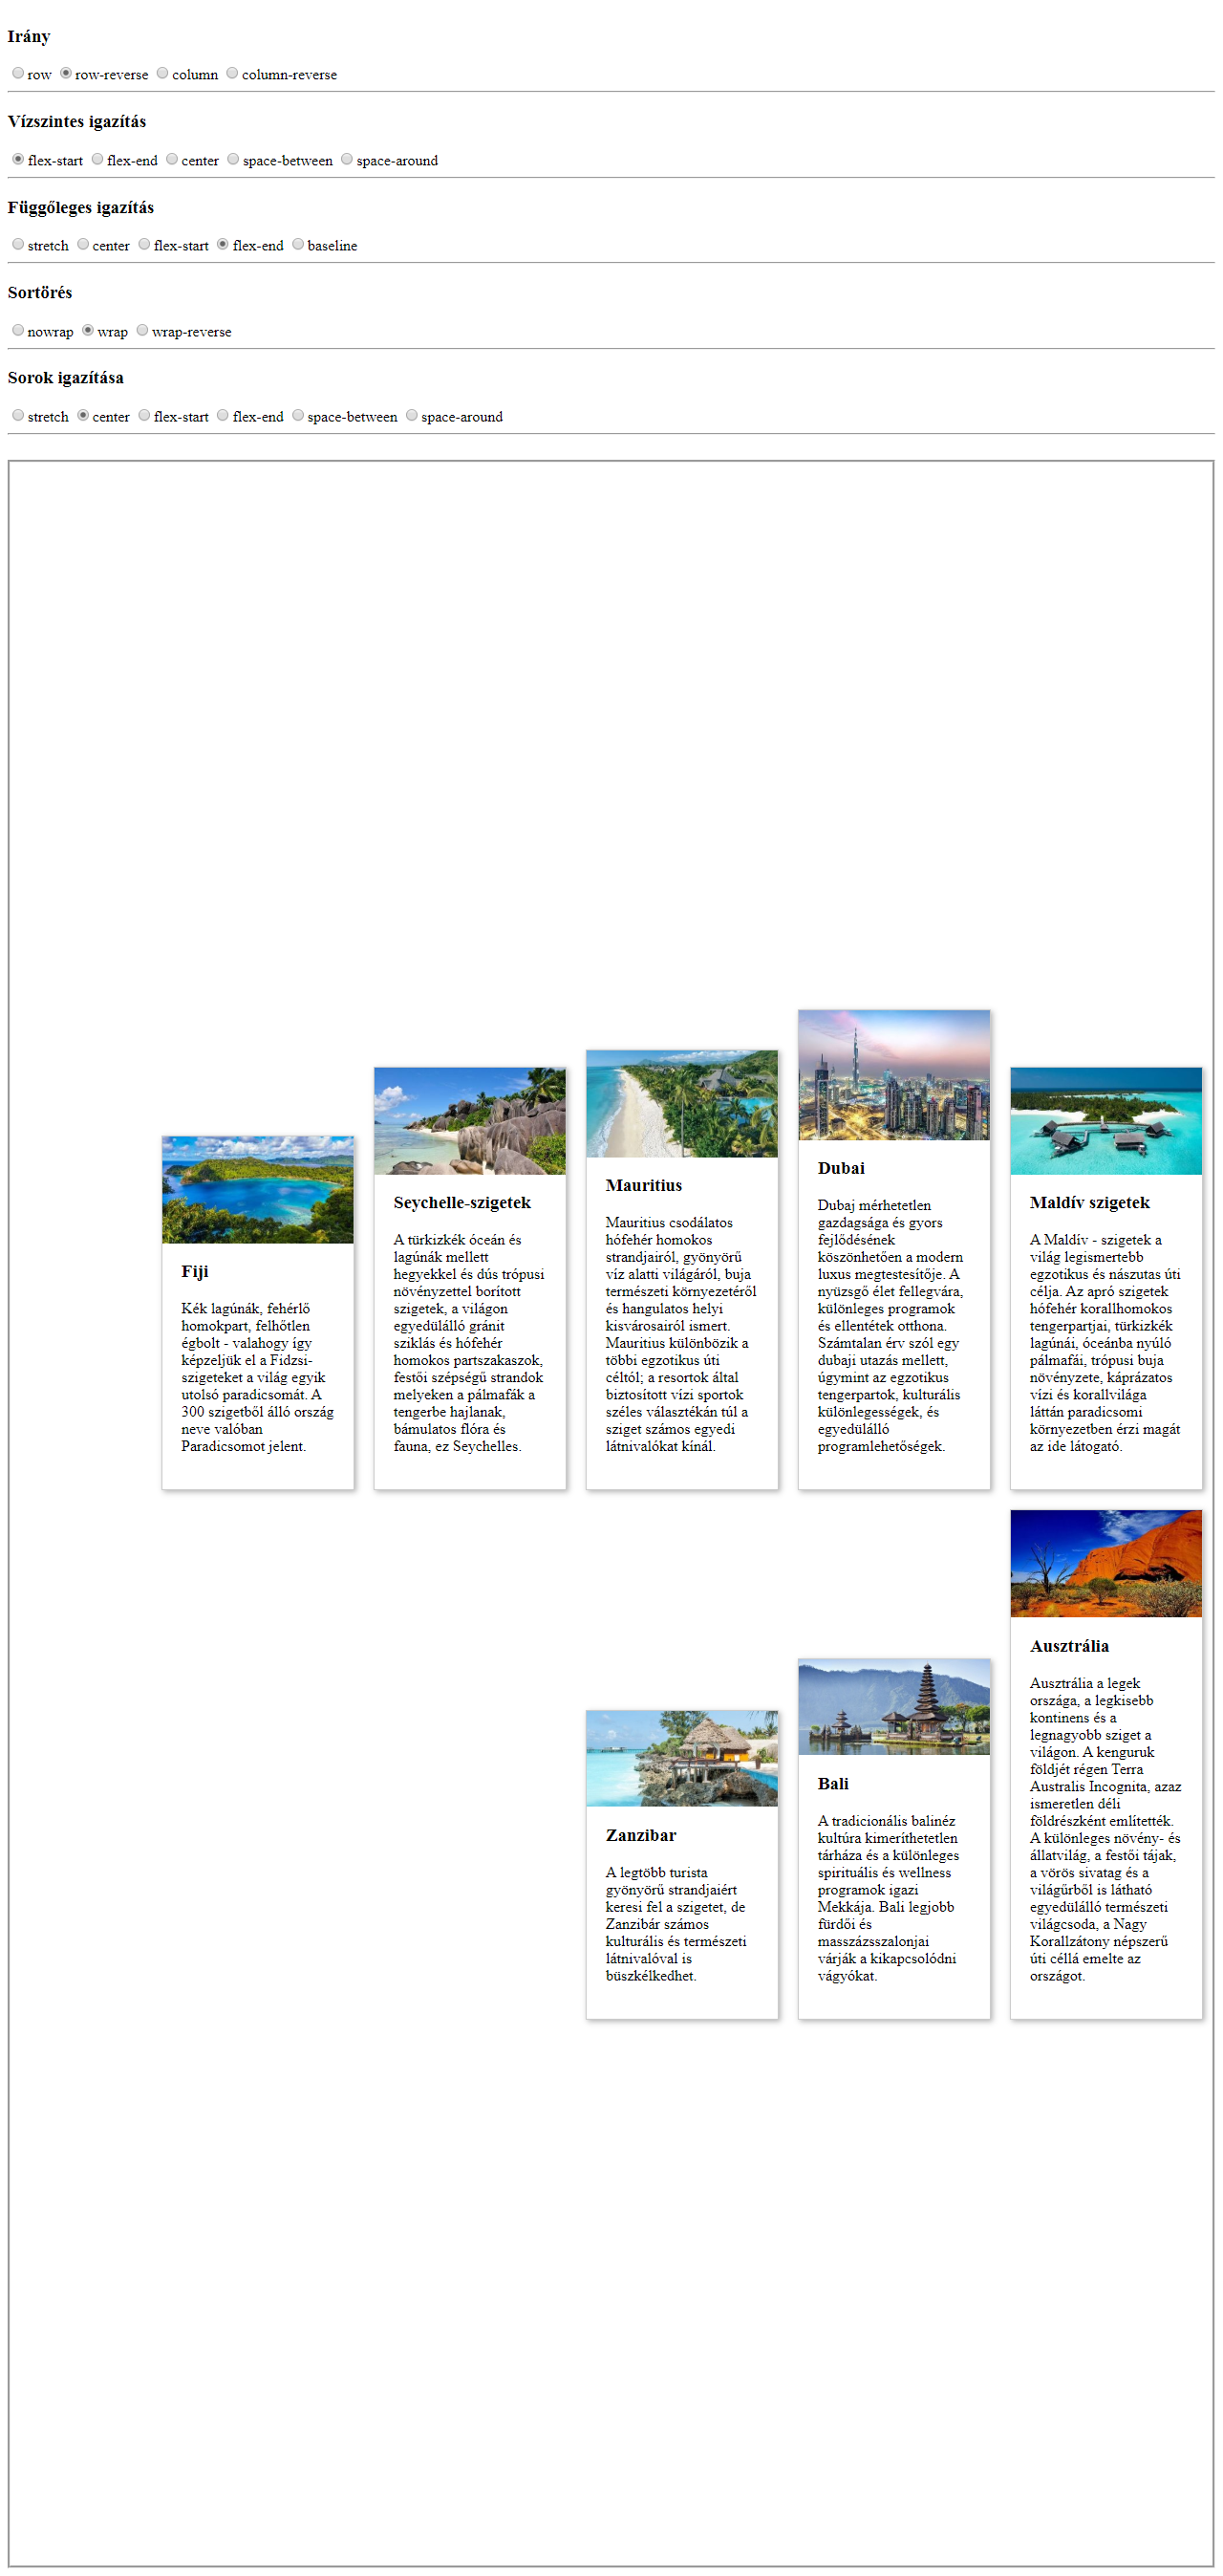 Irány
row row-reverse column column-reverse
Vízszintes igazítás
flex-start flex-end center space-between space-around
Függőleges igazítás
stretch center flex-start flex-end baseline
Sortörés
nowrap wrap wrap-reverse
Sorok igazítása
stretch center flex-start flex-end space-between space-around
Fiji
Kék lagúnák, fehérlő
homokpart, felhőtlen
égbolt - valahogy így
képzeljük el a Fidzsi-
szigeteket a világ egyik
utolsó paradicsomát. A
300 szigetből álló ország
neve valóban
Paradicsomot jelent.
Seychelle-szigetek
A türkizkék óceán és
lagúnák mellett
hegyekkel és dús trópusi
növényzettel borított
szigetek, a világon
egyedülálló gránit
sziklás és hófehér
homokos partszakaszok,
festői szépségű strandok
melyeken a pálmafák a
tengerbe hajlanak,
bámulatos flóra és
fauna, ez Seychelles.
Mauritius
Mauritius csodálatos
hófehér homokos
strandjairól, gyönyörű
víz alatti világáról, buja
természeti környezetéről
és hangulatos helyi
kisvárosairól ismert.
Mauritius különbözik a
többi egzotikus úti
céltól; a resortok által
biztosított vízi sportok
széles választékán túl a
sziget számos egyedi
látnivalókat kínál.
Dubai
Dubaj mérhetetlen
gazdagsága és gyors
fejlődésének
köszönhetően a modern
luxus megtestesítője. A
nyüzsgő élet fellegvára,
különleges programok
és ellentétek otthona.
Számtalan érv szól egy
dubaji utazás mellett,
úgymint az egzotikus
tengerpartok, kulturális
különlegességek, és
egyedülálló
programlehetőségek.
Maldív szigetek
A Maldív - szigetek a
világ legismertebb
egzotikus és nászutas úti
célja. Az apró szigetek
hófehér korallhomokos
tengerpartjai, türkizkék
lagúnái, óceánba nyúló
pálmafái, trópusi buja
növényzete, káprázatos
vízi és korallvilága
láttán paradicsomi
környezetben érzi magát
az ide látogató.
Zanzibar
A legtöbb turista
gyönyörű strandjaiért
keresi fel a szigetet, de
Zanzibár számos
kulturális és természeti
látnivalóval is
büszkélkedhet.
Bali
A tradicionális balinéz
kultúra kimeríthetetlen
tárháza és a különleges
spirituális és wellness
programok igazi
Mekkája. Bali legjobb
fürdői és
masszázsszalonjai
várják a kikapcsolódni
vágyókat.
Ausztrália
Ausztrália a legek
országa, a legkisebb
kontinens és a
legnagyobb sziget a
világon. A kenguruk
földjét régen Terra
Australis Incognita, azaz
ismeretlen déli
földrészként említették.
A különleges növény- és
állatvilág, a festői tájak,
a vörös sivatag és a
világűrből is látható
egyedülálló természeti
világcsoda, a Nagy
Korallzátony népszerű
úti céllá emelte az
országot.